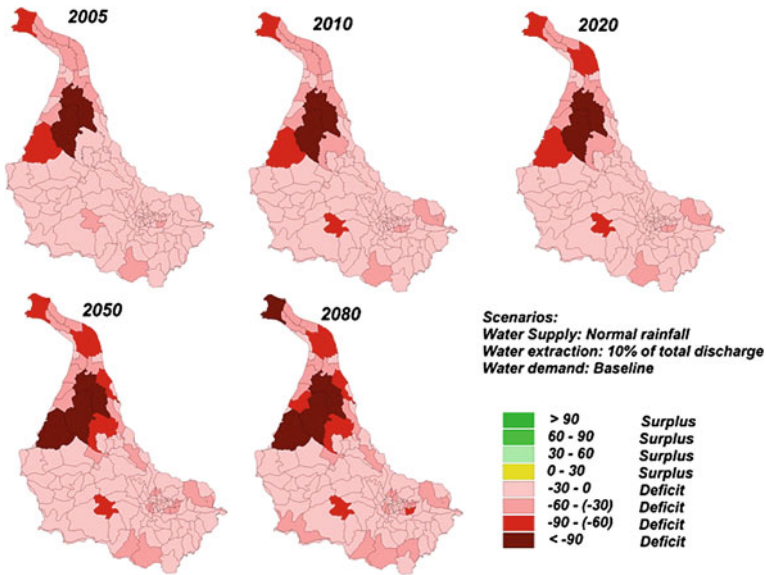 2005
2010
2020
2050
2080
Scenarios:
Water Supply: Normal rainfall
Water extraction: 10% of total discharge
Water demand: Baseline
> 90 Surplus
60 - 90 Surplus
30 - 60 Surplus
0 - 30 Surplus
-30 - 0 Deficit
-60 - (-30) Deficit
-90 - (-60) Deficit
< -90 Deficit